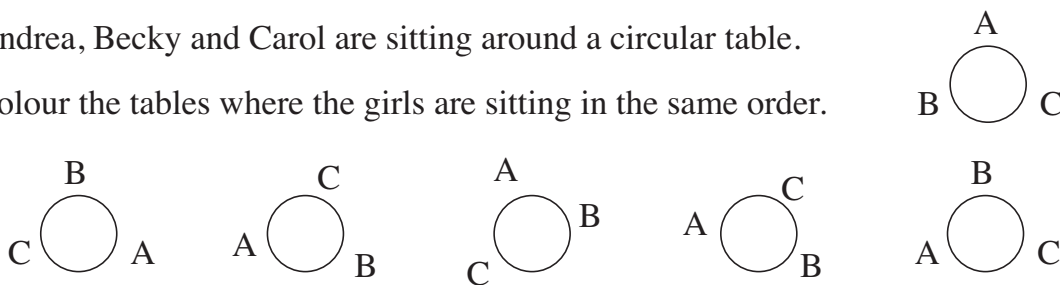 ndrea, Becky and Carol are sitting around a circular table.
olour the tables where the girls are sitting in the same order.
A
B C
B
C A
C
A B
A
B
C
C
A
B
B
A C